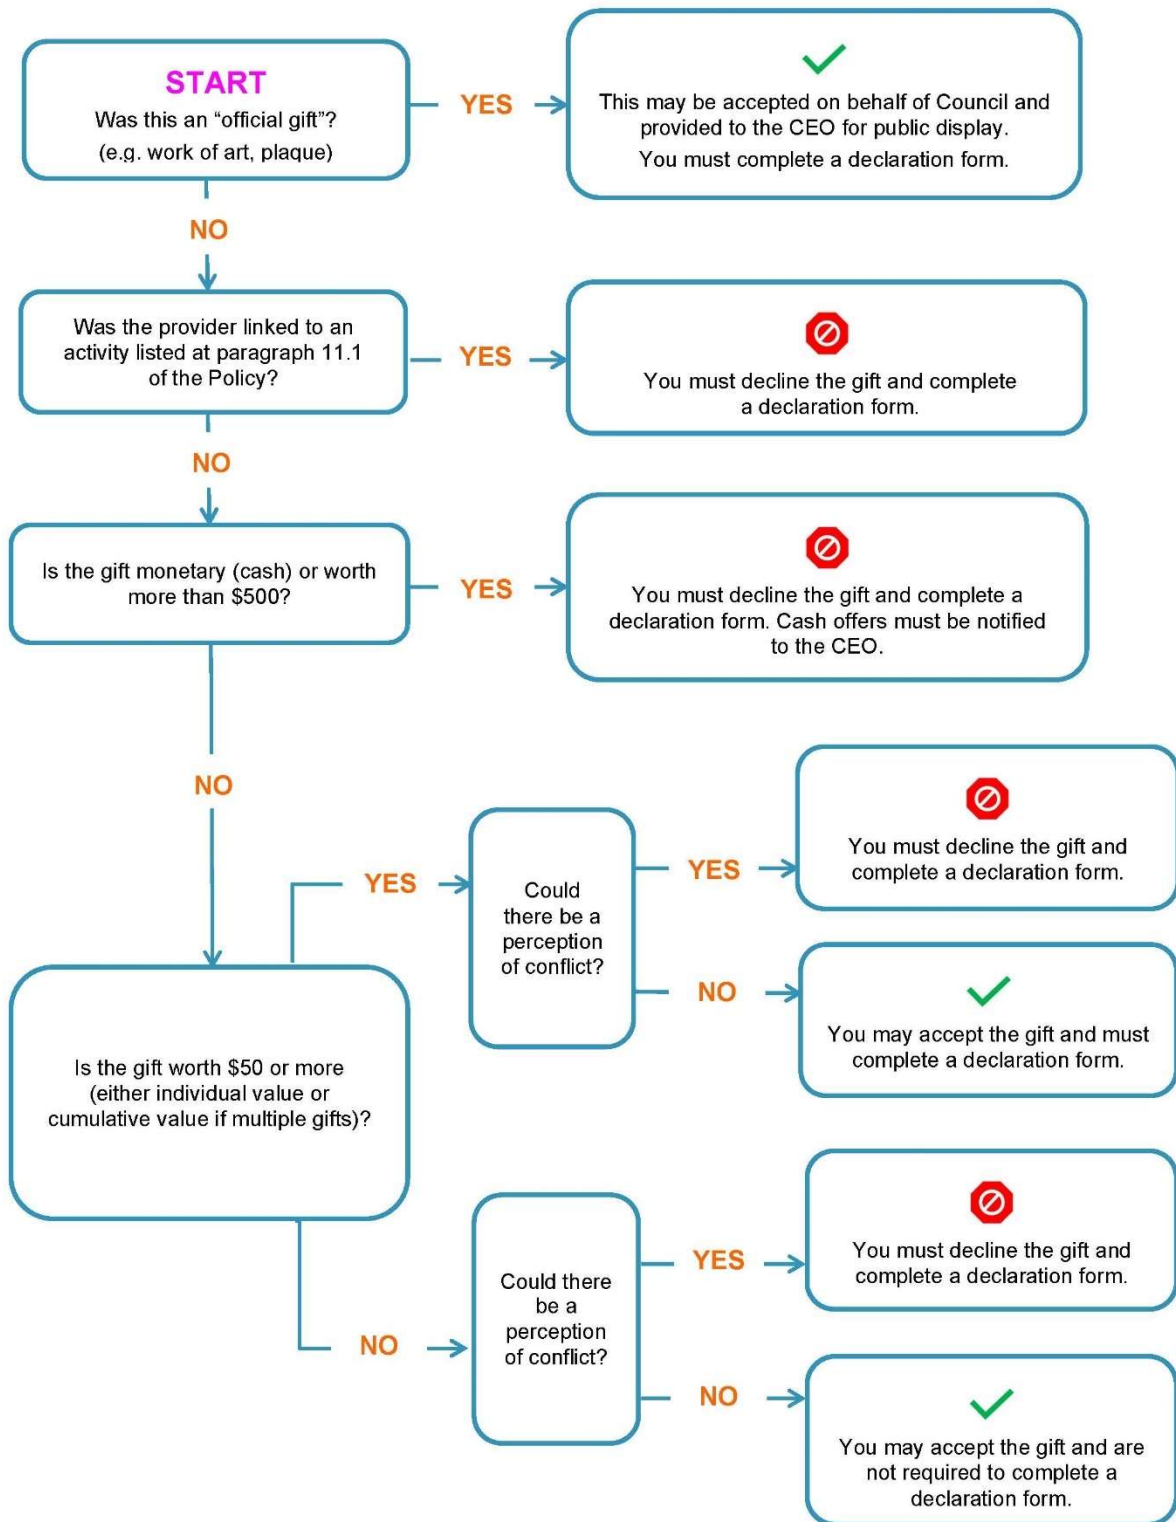 START
Was this an “official gift”?
(e.g. work of art, plaque)
YES
This may be accepted on behalf of Council and
provided to the CEO for public display.
You must complete a declaration form.
NO
Was the provider linked to an
activity listed at paragraph 11.1
of the Policy?
YES
You must decline the gift and complete
a declaration form.
NO
Is the gift monetary (cash) or worth
more than $500?
YES
You must decline the gift and complete a
declaration form. Cash offers must be notified
to the CEO.
NO
Is the gift worth $50 or more
(either individual value or
cumulative value if multiple gifts)?
YES
Could
there be a
perception
of conflict?
YES
You must decline the gift and
complete a declaration form.
NO
You may accept the gift and must
complete a declaration form.
NO
Could there
be a
perception
of conflict?
YES
You must decline the gift and
complete a declaration form.
NO
You may accept the gift and are
not required to complete a
declaration form.